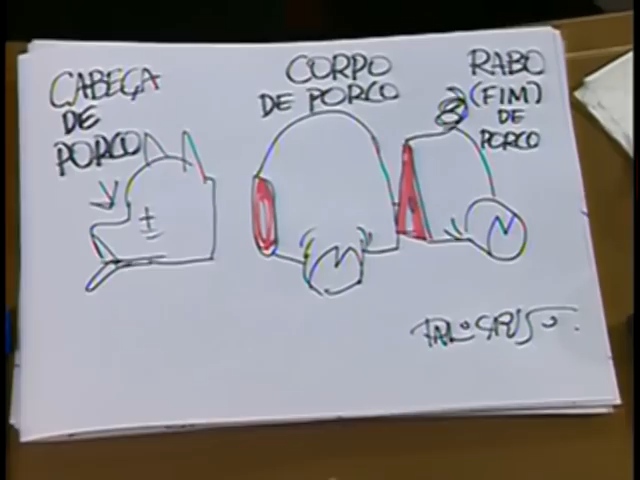 CABEÇA
DE
PORCO
CORPO
DE PORCO
RABO
(FIM)
DE
PORCO